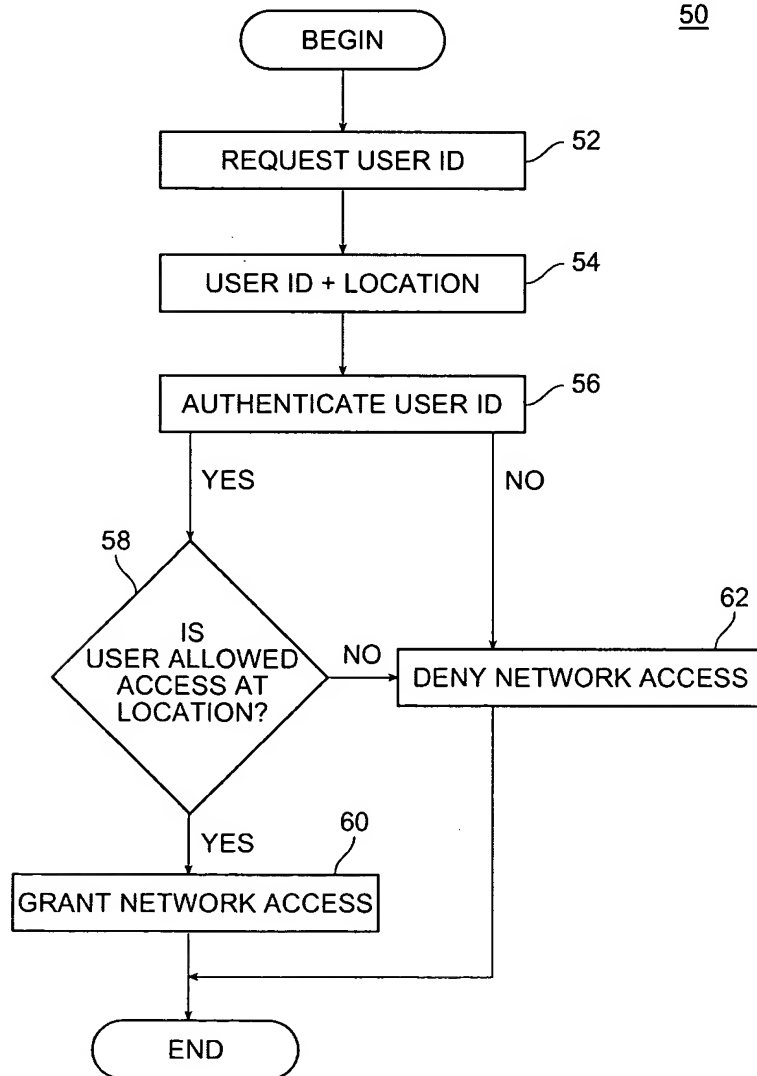 50
BEGIN
REQUEST USER ID
52
USER ID + LOCATION
54
AUTHENTICATE USER ID
56
YES
NO
58
IS
USER ALLOWED
ACCESS AT
LOCATION?
NO
62
DENY NETWORK ACCESS
YES
60
GRANT NETWORK ACCESS
END